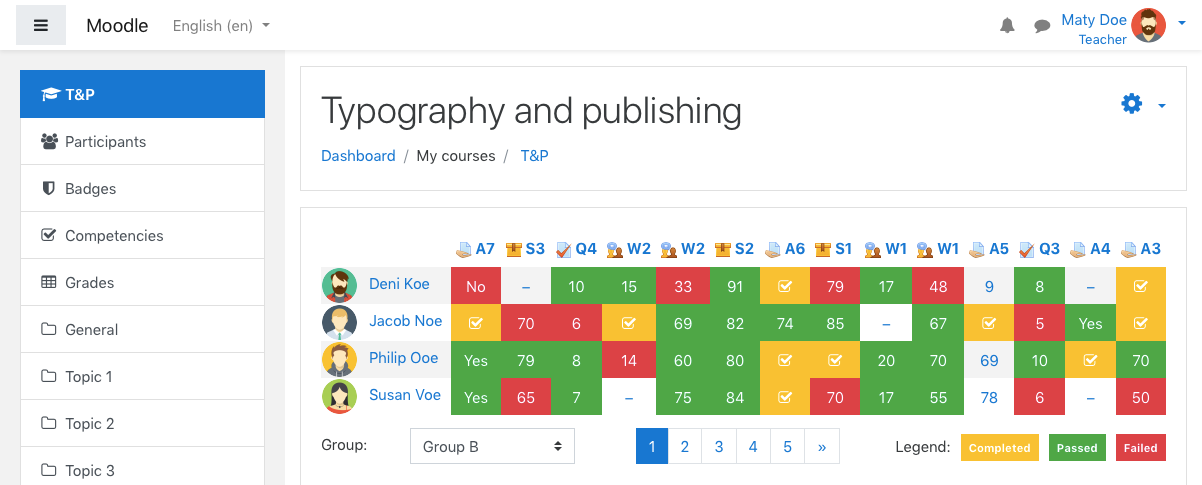 Moodle English (en) Maty Doe
Teacher
T&P
Participants
Badges
Competencies
Grades
General
Topic 1
Topic 2
Topic 3
Typography and publishing
Dashboard / My courses / T&P
A7 S3 Q4 W2 W2 S2 A6 S1 W1 W1 A5 Q3 A4 A3
Deni Koe No – 10 15 33 91 79 17 48 9 8 –
Jacob Noe 70 6 69 82 74 85 – 67 5 Yes
Philip Ooe Yes 79 8 14 60 80 20 70 69 10 70
Susan Voe Yes 65 7 – 75 84 70 17 55 78 6 – 50
Group: Group B 1 2 3 4 5 » Legend: Completed Passed Failed